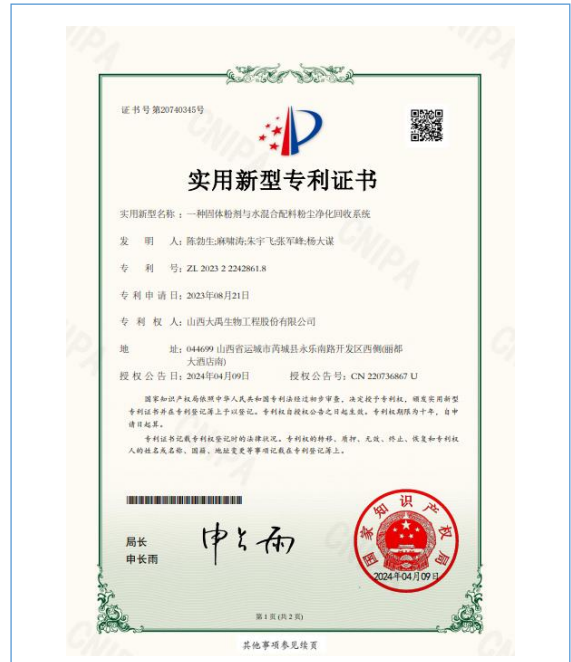 CNIPA
证书号第20740345号
实用新型专利证书
实用新型名称：一种固体粉剂与水混合配料粉尘净化回收系统
发 明 人：陈勃生;麻啸涛;朱宇飞;张军峰;杨大谋
专 利 号：ZL 2023 2 2242861.8
专利申请日：2023年08月21日
专 利 权 人：山西大禹生物工程股份有限公司
地 址：044699 山西省运城市芮城县永乐南路开发区西侧(丽都
大酒店南)
授权公告日：2024年04月09日 授权公告号：CN 220736867 U
国家知识产权局依照中华人民共和国专利法经过初步审查，决定授予专利权，颁发实用新型
专利证书并在专利登记簿上予以登记。专利权自授权公告之日起生效。专利权期限为十年，自申
请日起算。
专利证书记载专利权登记时的法律状况。专利权的转移、质押、无效、终止、恢复和专利权
人的姓名或名称、国籍、地址变更等事项记载在专利登记簿上。
局长
申长雨
申长雨
国家知识产权局
2024年04月09日
第 1 页 (共 2 页)
其他事项参见续页